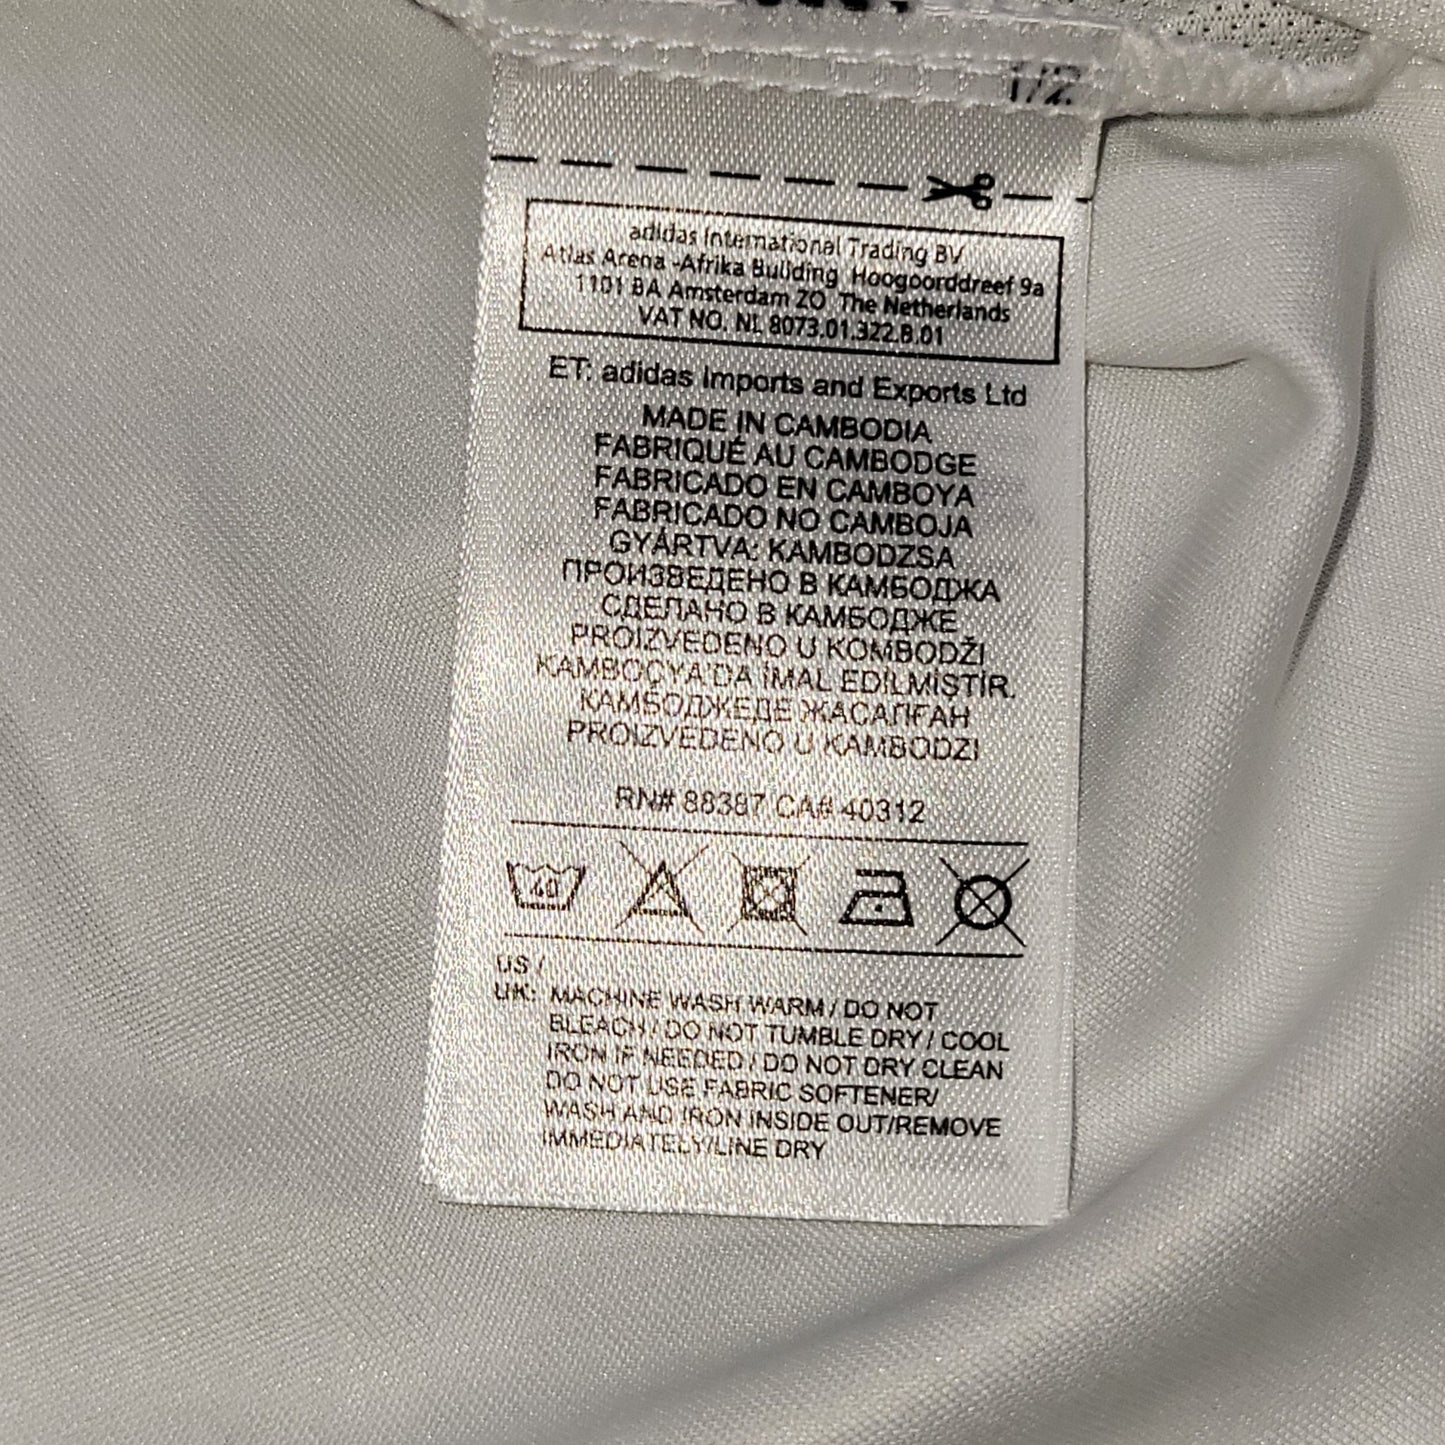 1/2
adidas International Trading BV
Atlas Arena -Afrika Building Hoogoorddreef 9a
1101 BA Amsterdam ZO The Netherlands
VAT NO. NL 8073.01.322.B.01
ET: adidas Imports and Exports Ltd
MADE IN CAMBODIA
FABRIQUÉ AU CAMBODGE
FABRICADO EN CAMBOYA
FABRICADO NO CAMBOJA
GYÁRTVA: KAMBODZSA
ПРОИЗВЕДЕНО В КАМБОДЖА
СДЕЛАНО В КАМБОДЖЕ
PROIZVEDENO U KOMBODŽI
KAMBOÇYA'DA İMAL EDİLMİŞTİR.
КАМБОДЖЕДЕ ЖАСАЛҒАН
PROIZVEDENO U KAMBODZI
RN# 88387 CA# 40312
40
US /
UK: MACHINE WASH WARM / DO NOT
BLEACH / DO NOT TUMBLE DRY / COOL
IRON IF NEEDED / DO NOT DRY CLEAN
DO NOT USE FABRIC SOFTENER/
WASH AND IRON INSIDE OUT/REMOVE
IMMEDIATELY/LINE DRY